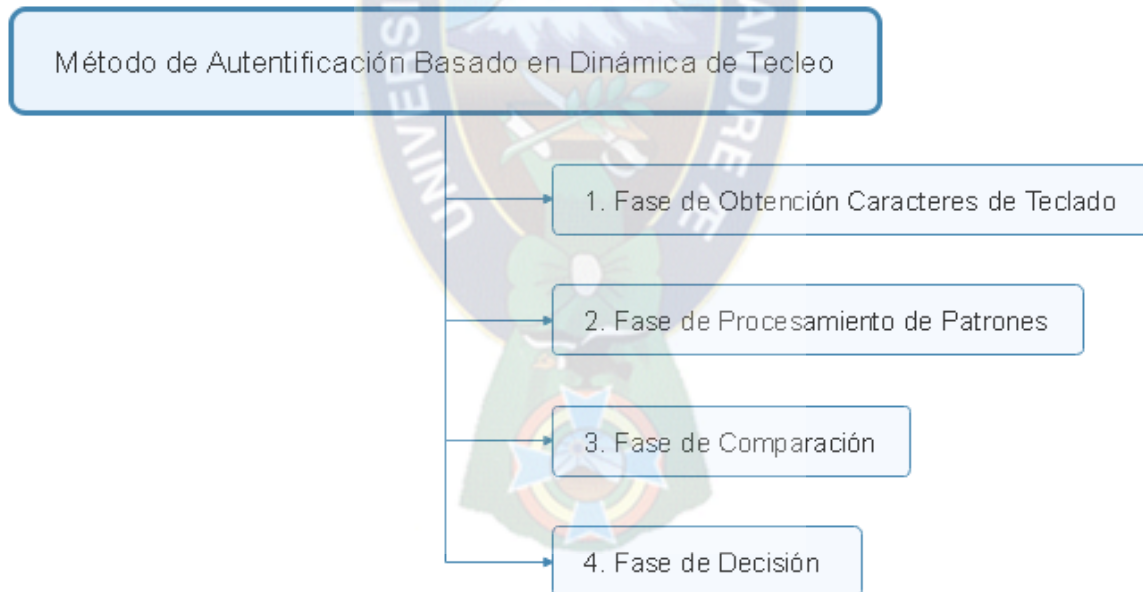 Método de Autentificación Basado en Dinámica de Tecleo
1. Fase de Obtención Caracteres de Teclado
2. Fase de Procesamiento de Patrones
3. Fase de Comparación
4. Fase de Decisión